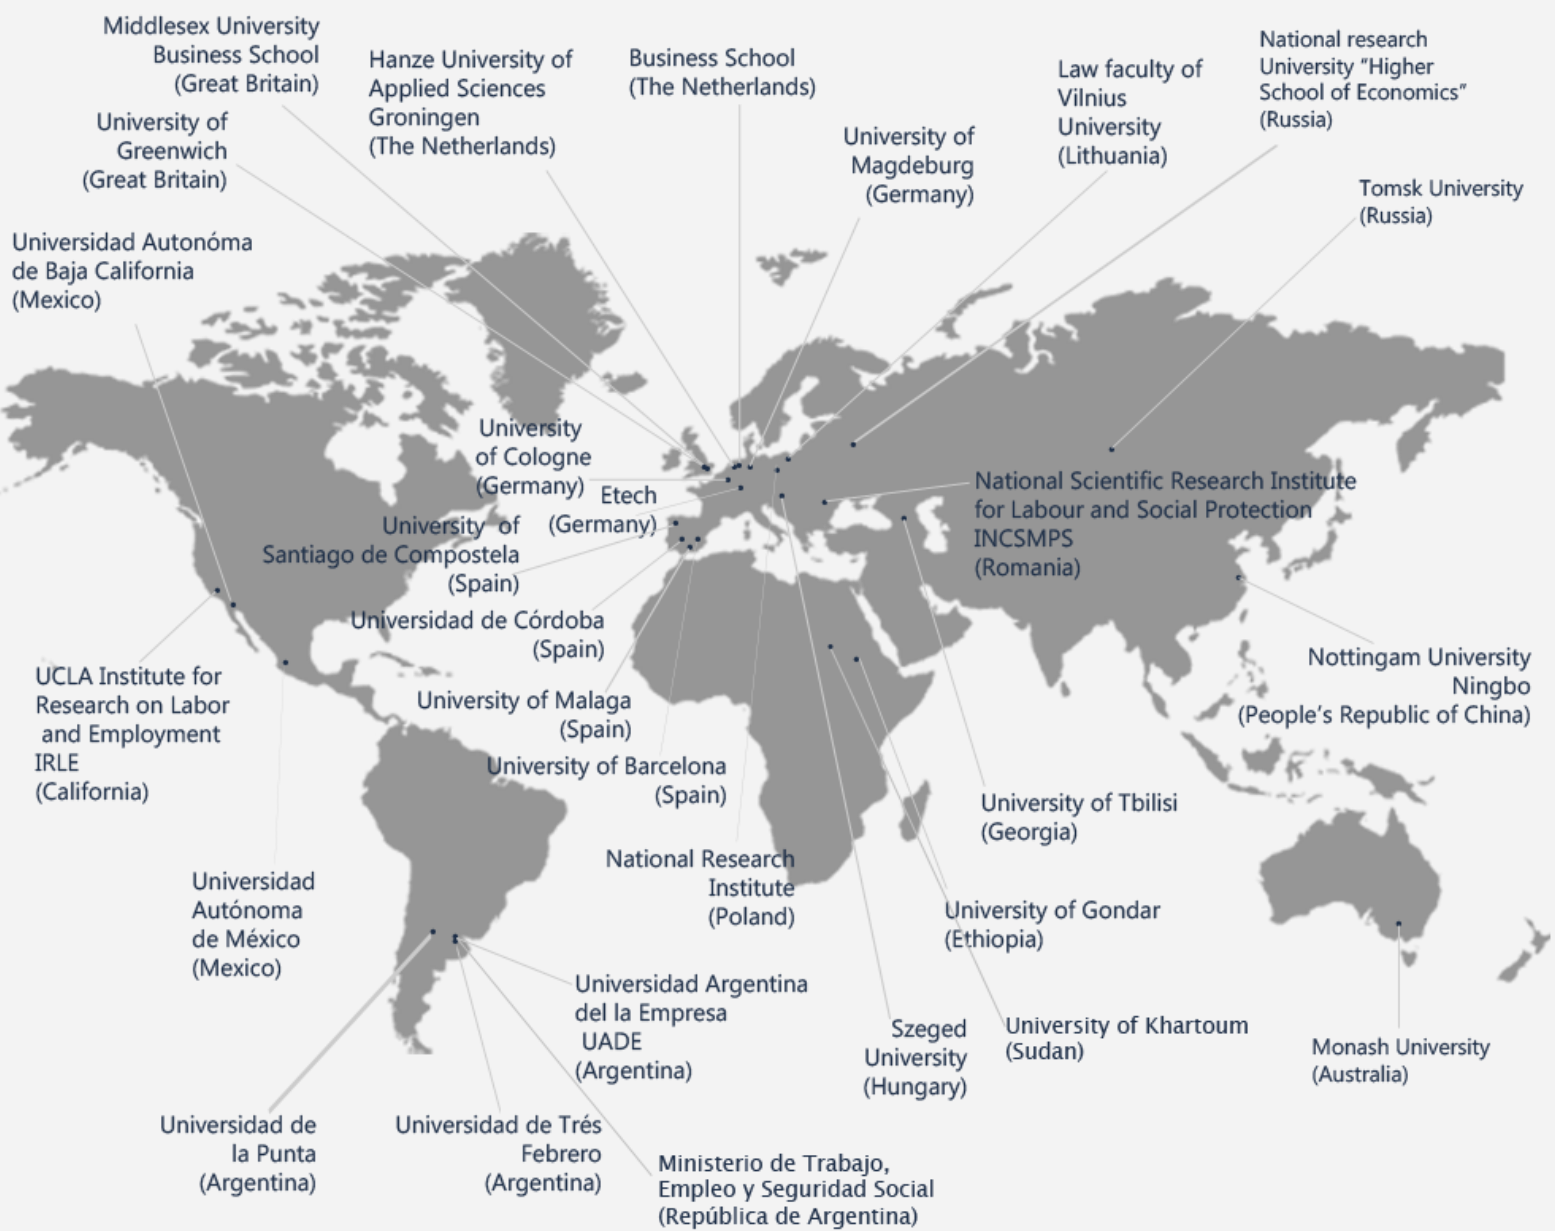 Middlesex University
Business School
(Great Britain)
Hanze University of
Applied Sciences
Groningen
(The Netherlands)
Business School
(The Netherlands)
Law faculty of
Vilnius
University
(Lithuania)
National research
University “Higher
School of Economics”
(Russia)
University of
Greenwich
(Great Britain)
University of
Magdeburg
(Germany)
Tomsk University
(Russia)
Universidad Autonóma
de Baja California
(Mexico)
University
of Cologne
(Germany)
Etech
(Germany)
National Scientific Research Institute
for Labour and Social Protection
INCSMPS
(Romania)
University of
Santiago de Compostela
(Spain)
Universidad de Córdoba
(Spain)
UCLA Institute for
Research on Labor
and Employment
IRLE
(California)
University of Malaga
(Spain)
Nottingam University
Ningbo
(People’s Republic of China)
University of Barcelona
(Spain)
University of Tbilisi
(Georgia)
National Research
Institute
(Poland)
Universidad
Autónoma
de México
(Mexico)
University of Gondar
(Ethiopia)
Universidad Argentina
del la Empresa
UADE
(Argentina)
Szeged
University
(Hungary)
University of Khartoum
(Sudan)
Monash University
(Australia)
Universidad de
la Punta
(Argentina)
Universidad de Trés
Febrero
(Argentina)
Ministerio de Trabajo,
Empleo y Seguridad Social
(República de Argentina)